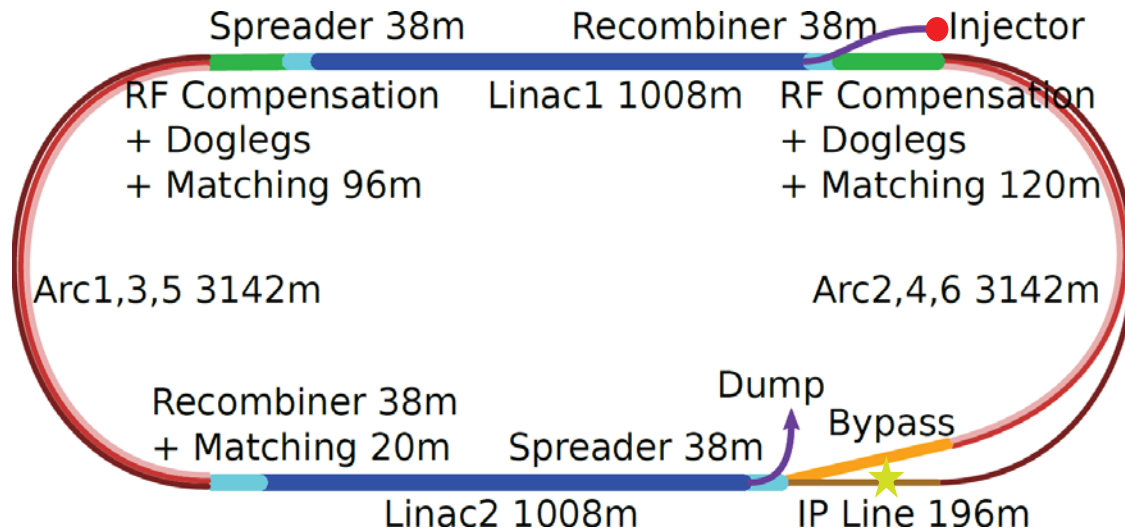 Spreader 38m
Recombiner 38m
Injector
RF Compensation
+ Doglegs
+ Matching 96m
Linac1 1008m
RF Compensation
+ Doglegs
+ Matching 120m
Arc1,3,5 3142m
Arc2,4,6 3142m
Recombiner 38m
+ Matching 20m
Spreader 38m
Dump
Bypass
Linac2 1008m
IP Line 196m